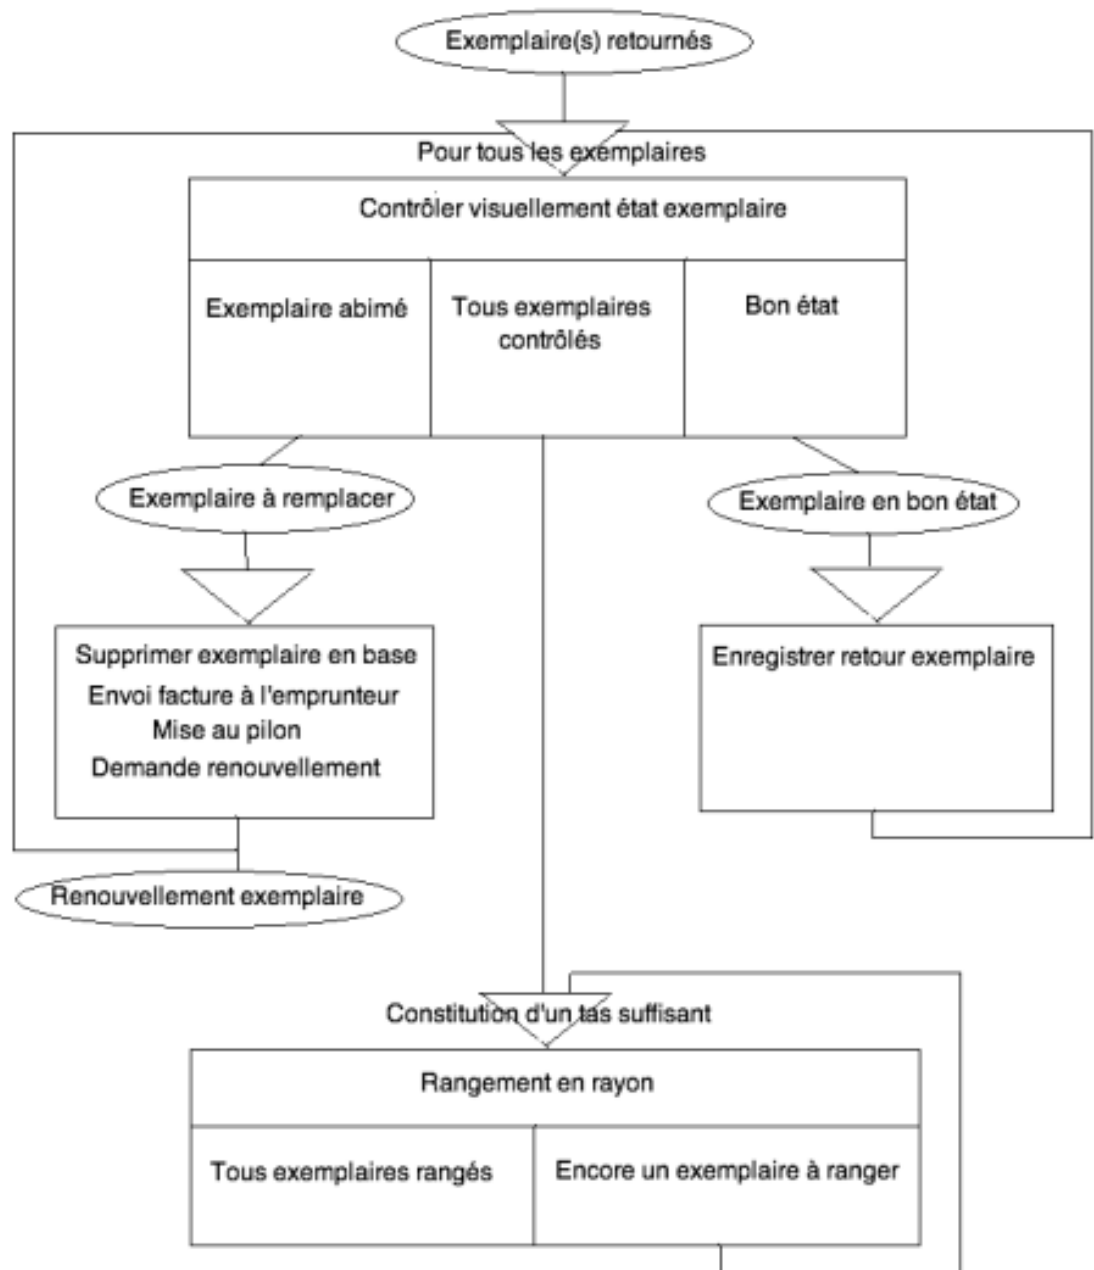 Exemplaire(s) retournés
Pour tous les exemplaires
Contrôler visuellement état exemplaire
Exemplaire abimé
Tous exemplaires
contrôlés
Bon état
Exemplaire à remplacer
Exemplaire en bon état
Supprimer exemplaire en base
Envoi facture à l'emprunteur
Mise au pilon
Demande renouvellement
Enregistrer retour exemplaire
Renouvellement exemplaire
Constitution d'un tas suffisant
Rangement en rayon
Tous exemplaires rangés
Encore un exemplaire à ranger